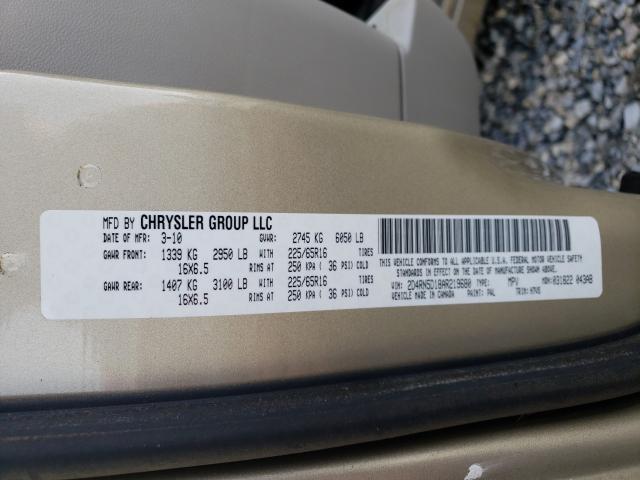 MFD BY CHRYSLER GROUP LLC
DATE OF MFR: 3-10 GVWR: 2745 KG 6050 LB
GAWR FRONT: 1339 KG 2950 LB WITH 225/65R16 TIRES
16X6.5 RIMS AT 250 KPA ( 36 PSI) COLD
GAWR REAR: 1407 KG 3100 LB WITH 225/65R16 TIRES
16X6.5 RIMS AT 250 KPA ( 36 PSI) COLD
THIS VEHICLE CONFORMS TO ALL APPLICABLE U.S.A. FEDERAL MOTOR VEHICLE SAFETY
STANDARDS IN EFFECT ON THE DATE OF MANUFACTURE SHOWN ABOVE.
VIN: 2D4RN5D18AR219680 TYPE: MPV MDH: 031822 043AB
MADE IN CANADA PAINT: PAL TRIM: